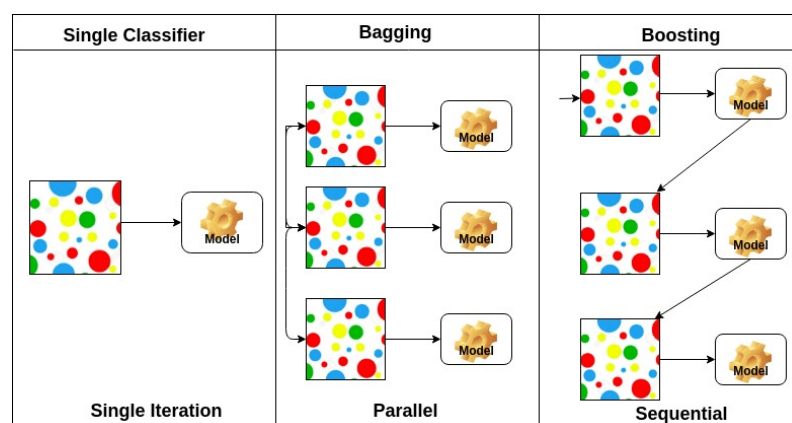 Single Classifier
Bagging
Boosting
Model
Model
Model
Model
Model
Model
Model
Single Iteration
Parallel
Sequential